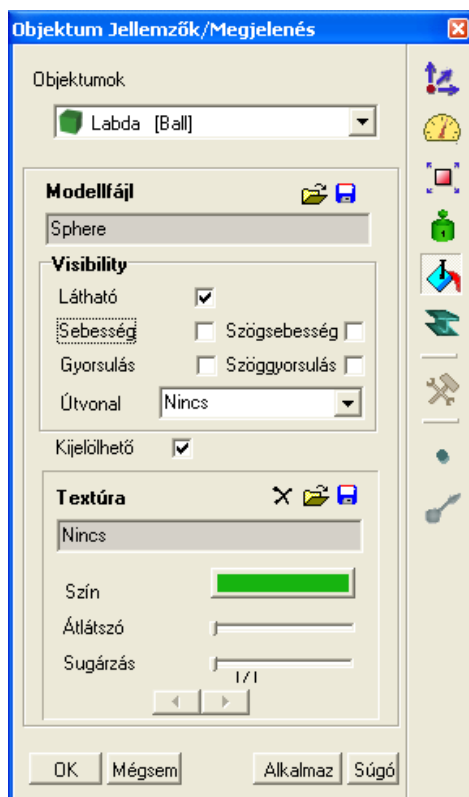 Objektum Jellemzők/Megjelenés
Objektumok
Labda [Ball]
Modellfájl
Sphere
Visibility
Látható
Sebesség Szögsebesség
Gyorsulás Szöggyorsulás
Útvonal Nincs
Kijelölhető
Textúra
Nincs
Szín
Átlátszó
Sugárzás
1/1
OK Mégsem Alkalmaz Súgó